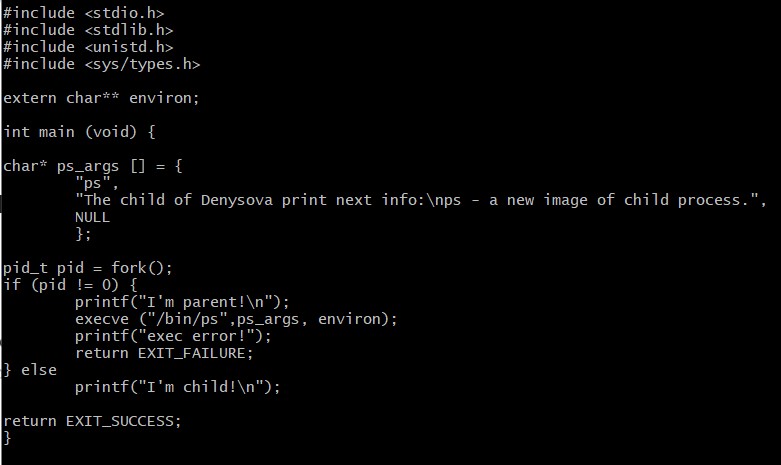 #include <stdio.h>
#include <stdlib.h>
#include <unistd.h>
#include <sys/types.h>
extern char** environ;
int main (void) {
char* ps_args [] = {
"ps",
"The child of Denysova print next info:\nps - a new image of child process.",
NULL
};
pid_t pid = fork();
if (pid != 0) {
printf("I'm parent!\n");
execve ("/bin/ps",ps_args, environ);
printf("exec error!");
return EXIT_FAILURE;
} else
printf("I'm child!\n");
return EXIT_SUCCESS;
}